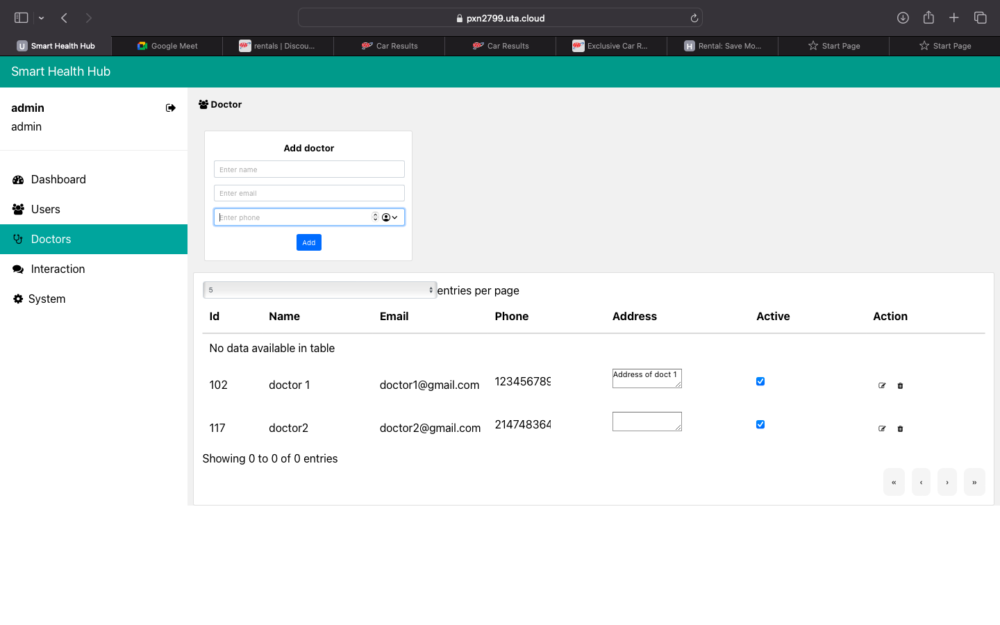 pxn2799.uta.cloud
U Smart Health Hub
Google Meet
rentals | Discou...
Car Results
Car Results
Exclusive Car R...
H Rental: Save Mo...
Start Page
Start Page
Smart Health Hub
admin
admin
Dashboard
Users
Doctors
Interaction
System
Doctor
Add doctor
Enter name
Enter email
Enter phone
Add
5 entries per page
Id Name Email Phone Address Active Action
No data available in table
102 doctor 1 doctor1@gmail.com 123456789 Address of doct 1
117 doctor2 doctor2@gmail.com 214748364
Showing 0 to 0 of 0 entries
« ‹ › »